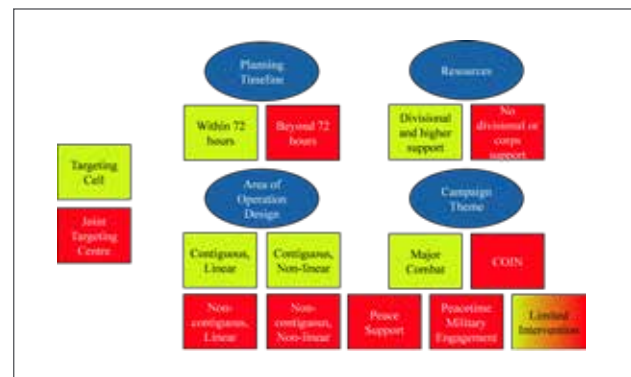 Planning
Timeline
Resources
Within 72
hours
Beyond 72
hours
Divisional
and higher
support
No
divisional or
corps
support
Targeting
Cell
Joint
Targeting
Centre
Area of
Operation
Design
Campaign
Theme
Contiguous,
Linear
Contiguous,
Non-linear
Major
Combat
COIN
Non-
contiguous,
Linear
Non-
contiguous,
Non-linear
Peace
Support
Peacetime
Military
Engagement
Limited
Intervention